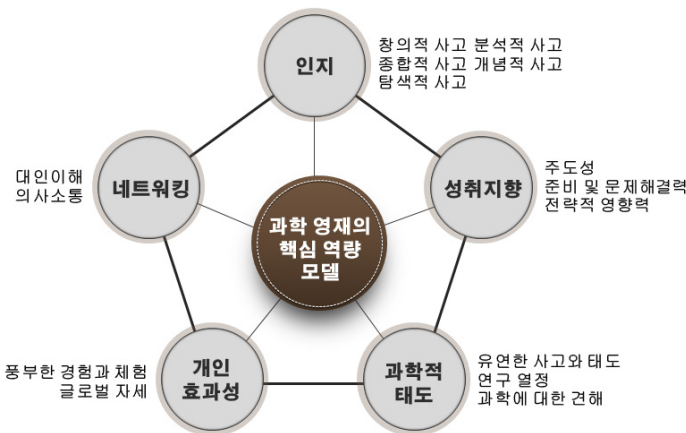 인지
창의적 사고 분석적 사고
종합적 사고 개념적 사고
탐색적 사고
대인이해
의사소통
네트워킹
성취지향
주도성
준비 및 문제해결력
전략적 영향력
과학 영재의
핵심 역량
모델
풍부한 경험과 체험
글로벌 자세
개인
효과성
과학적
태도
유연한 사고와 태도
연구 열정
과학에 대한 견해